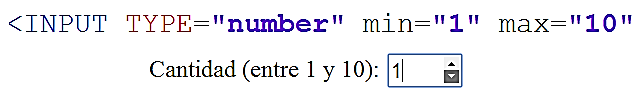 <INPUT TYPE="number" min="1" max="10"
Cantidad (entre 1 y 10): 1